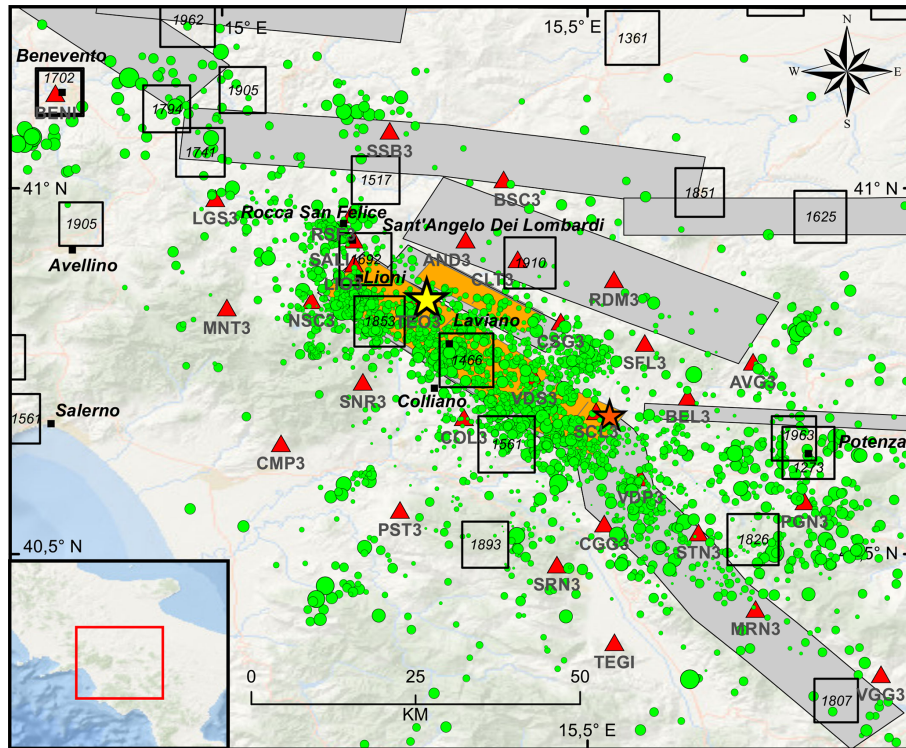 15° E
15,5° E
1962
1361
N
W
E
S
Benevento
1702
BENI
1794
1905
1741
SSB3
1517
BSC3
41° N
41° N
1851
1625
LGS3
1905
Avellino
Rocca San Felice
RSF3
Sant'Angelo Dei Lombardi
SALI
1692
AND3
CLT3
1910
LIO3
Lioni
RDM3
MNT3
NSC3
1853
TEO3
Laviano
CSG3
1466
SFL3
AVG3
SNR3
Colliano
VDS3
BEL3
1561
Salerno
COL3
SCL3
1561
1963
Potenza
1273
CMP3
VDP3
PGN3
PST3
CGG3
STN3
1826
40,5° N
1893
SRN3
MRN3
TEGI
VGG3
1807
0
25
50
KM
15,5° E